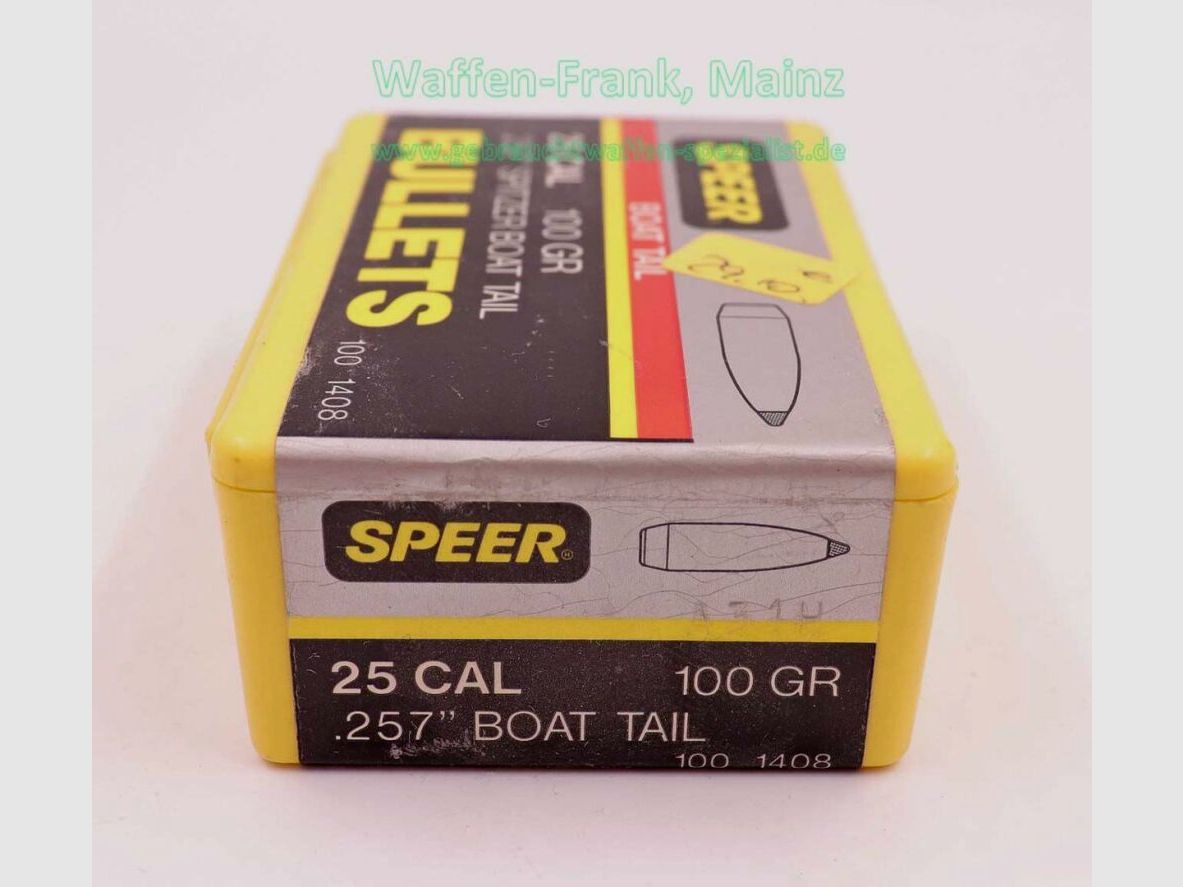 Waffen-Frank, Mainz
www.gebrauchtwaffen-spezialist.de
SPEER
BOAT TAIL
25 CAL 100 GR
.257" SPITZER BOAT TAIL
BULLETS
100 1408
SPEER
25 CAL 100 GR
.257" BOAT TAIL
100 1408